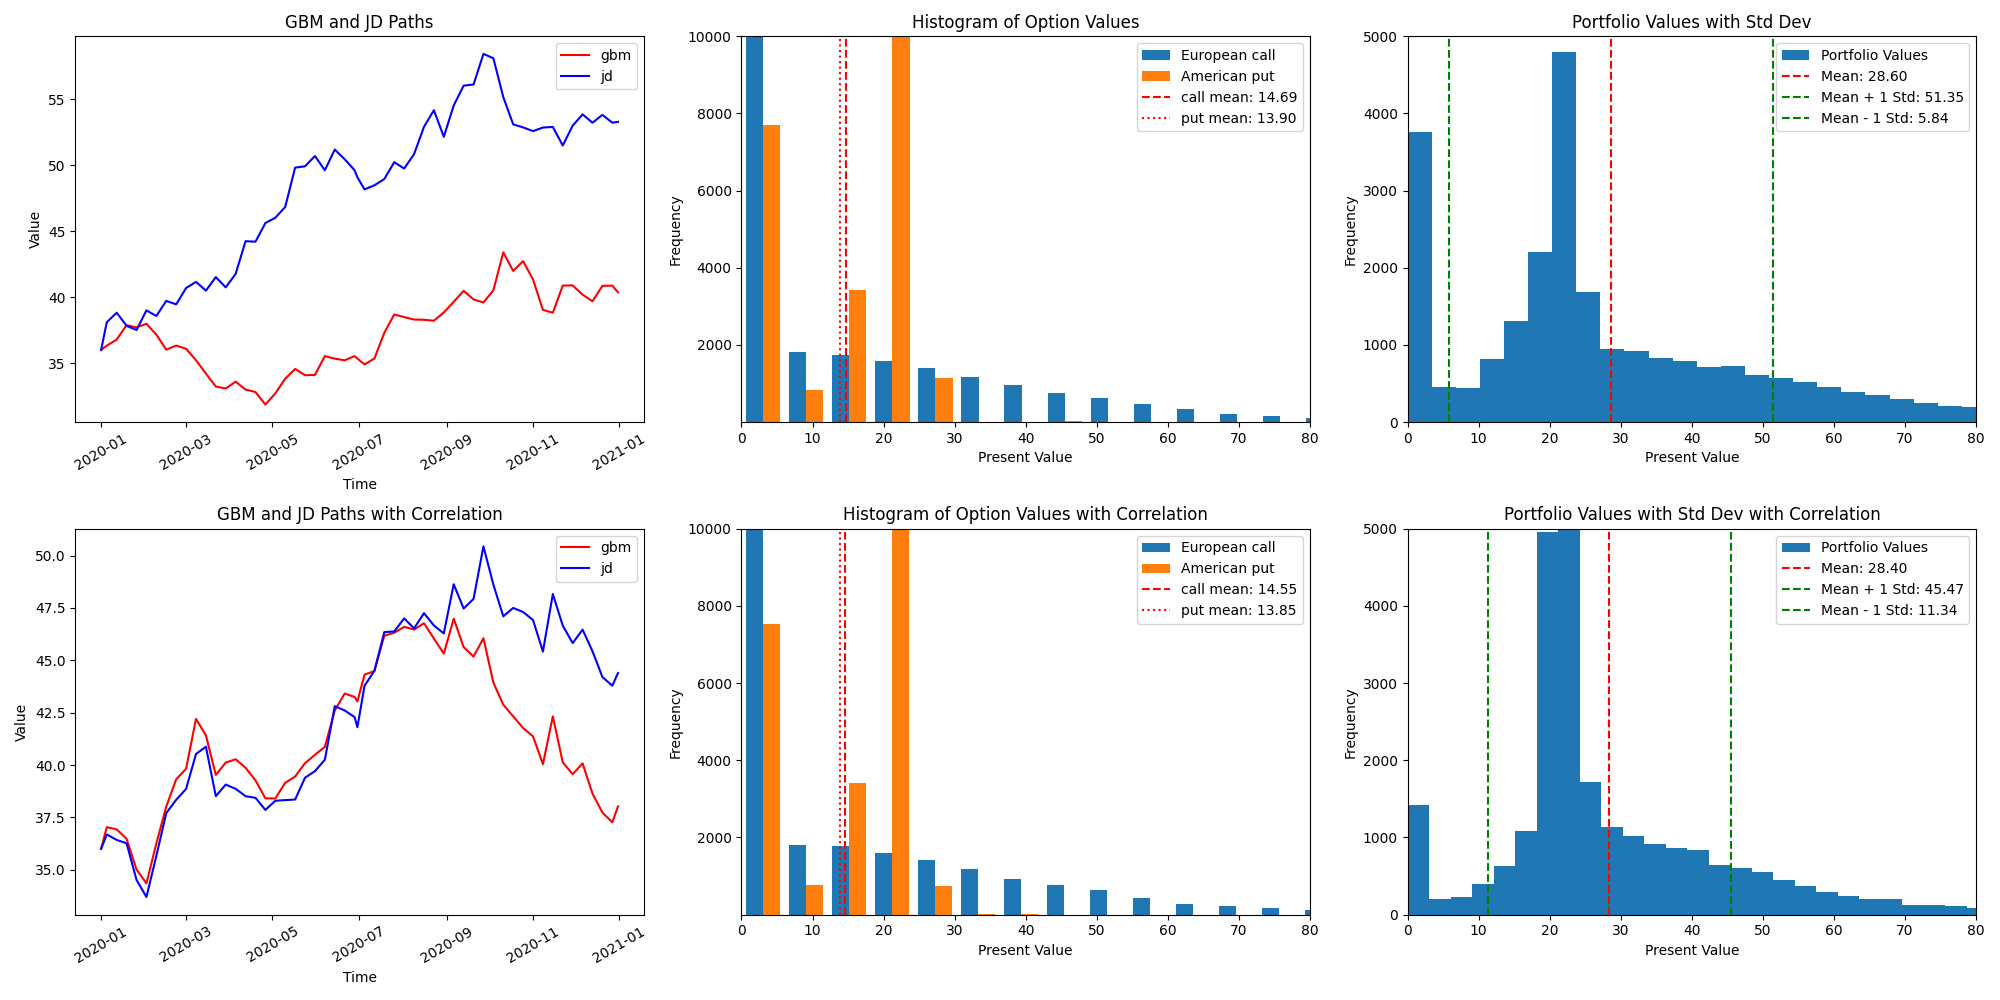 GBM and JD Paths
gbm
jd
55
50
45
40
35
Value
2020-01
2020-03
2020-05
2020-07
2020-09
2020-11
2021-01
Time
Histogram of Option Values
European call
American put
call mean: 14.69
put mean: 13.90
10000
8000
6000
4000
2000
Frequency
0 10 20 30 40 50 60 70 80
Present Value
Portfolio Values with Std Dev
Portfolio Values
Mean: 28.60
Mean + 1 Std: 51.35
Mean - 1 Std: 5.84
5000
4000
3000
2000
1000
0
Frequency
0 10 20 30 40 50 60 70 80
Present Value
GBM and JD Paths with Correlation
gbm
jd
50.0
47.5
45.0
42.5
40.0
37.5
35.0
Value
2020-01
2020-03
2020-05
2020-07
2020-09
2020-11
2021-01
Time
Histogram of Option Values with Correlation
European call
American put
call mean: 14.55
put mean: 13.85
10000
8000
6000
4000
2000
Frequency
0 10 20 30 40 50 60 70 80
Present Value
Portfolio Values with Std Dev with Correlation
Portfolio Values
Mean: 28.40
Mean + 1 Std: 45.47
Mean - 1 Std: 11.34
5000
4000
3000
2000
1000
0
Frequency
0 10 20 30 40 50 60 70 80
Present Value